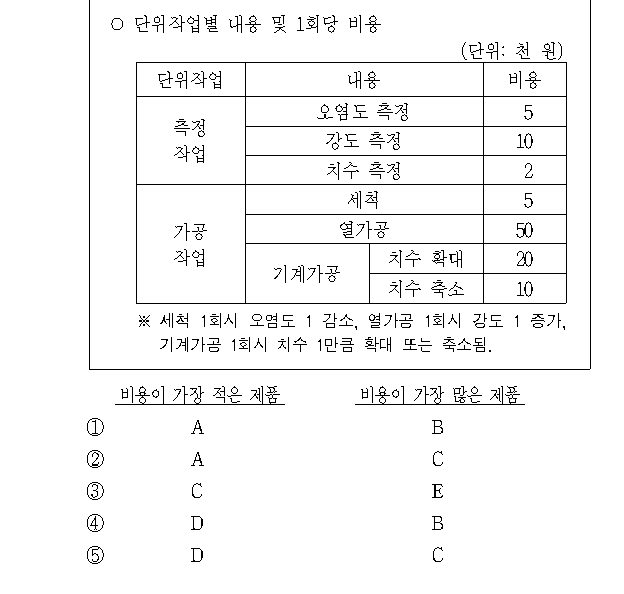 ○ 단위작업별 내용 및 1회당 비용
(단위: 천 원)
단위작업 내용 비용
측정 작업 오염도 측정 5
강도 측정 10
치수 측정 2
가공 작업 세척 5
열가공 50
기계가공 치수 확대 20
치수 축소 10
※ 세척 1회시 오염도 1 감소, 열가공 1회시 강도 1 증가,
기계가공 1회시 치수 1만큼 확대 또는 축소됨.
비용이 가장 적은 제품 비용이 가장 많은 제품
① A B
② A C
③ C E
④ D B
⑤ D C